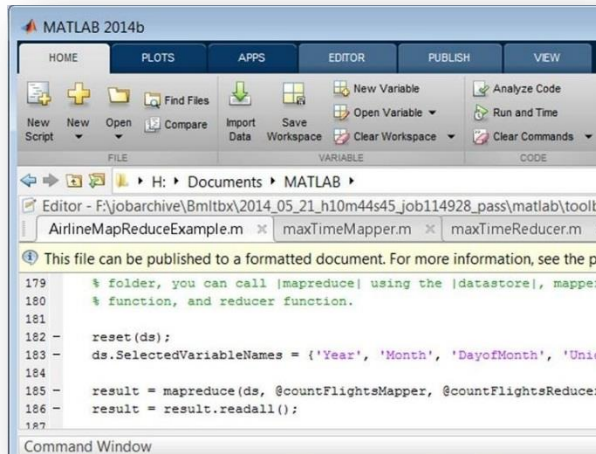 MATLAB 2014b
HOME PLOTS APPS EDITOR PUBLISH VIEW
New Script
New
Open
Find Files
Compare
Import Data
Save Workspace
New Variable
Open Variable
Clear Workspace
Analyze Code
Run and Time
Clear Commands
FILE VARIABLE CODE
H: Documents MATLAB
Editor - F:\jobarchive\Bmltbx\2014_05_21_h10m44s45_job114928_pass\matlab\toolb
AirlineMapReduceExample.m maxTimeMapper.m maxTimeReducer.m
This file can be published to a formatted document. For more information, see the p
179 % folder, you can call |mapreduce| using the |datastore|, mapper
180 % function, and reducer function.
181
182 - reset(ds);
183 - ds.SelectedVariableNames = {'Year', 'Month', 'DayofMonth', 'Uniq
184
185 - result = mapreduce(ds, @countFlightsMapper, @countFlightsReducer
186 - result = result.readall();
187
Command Window